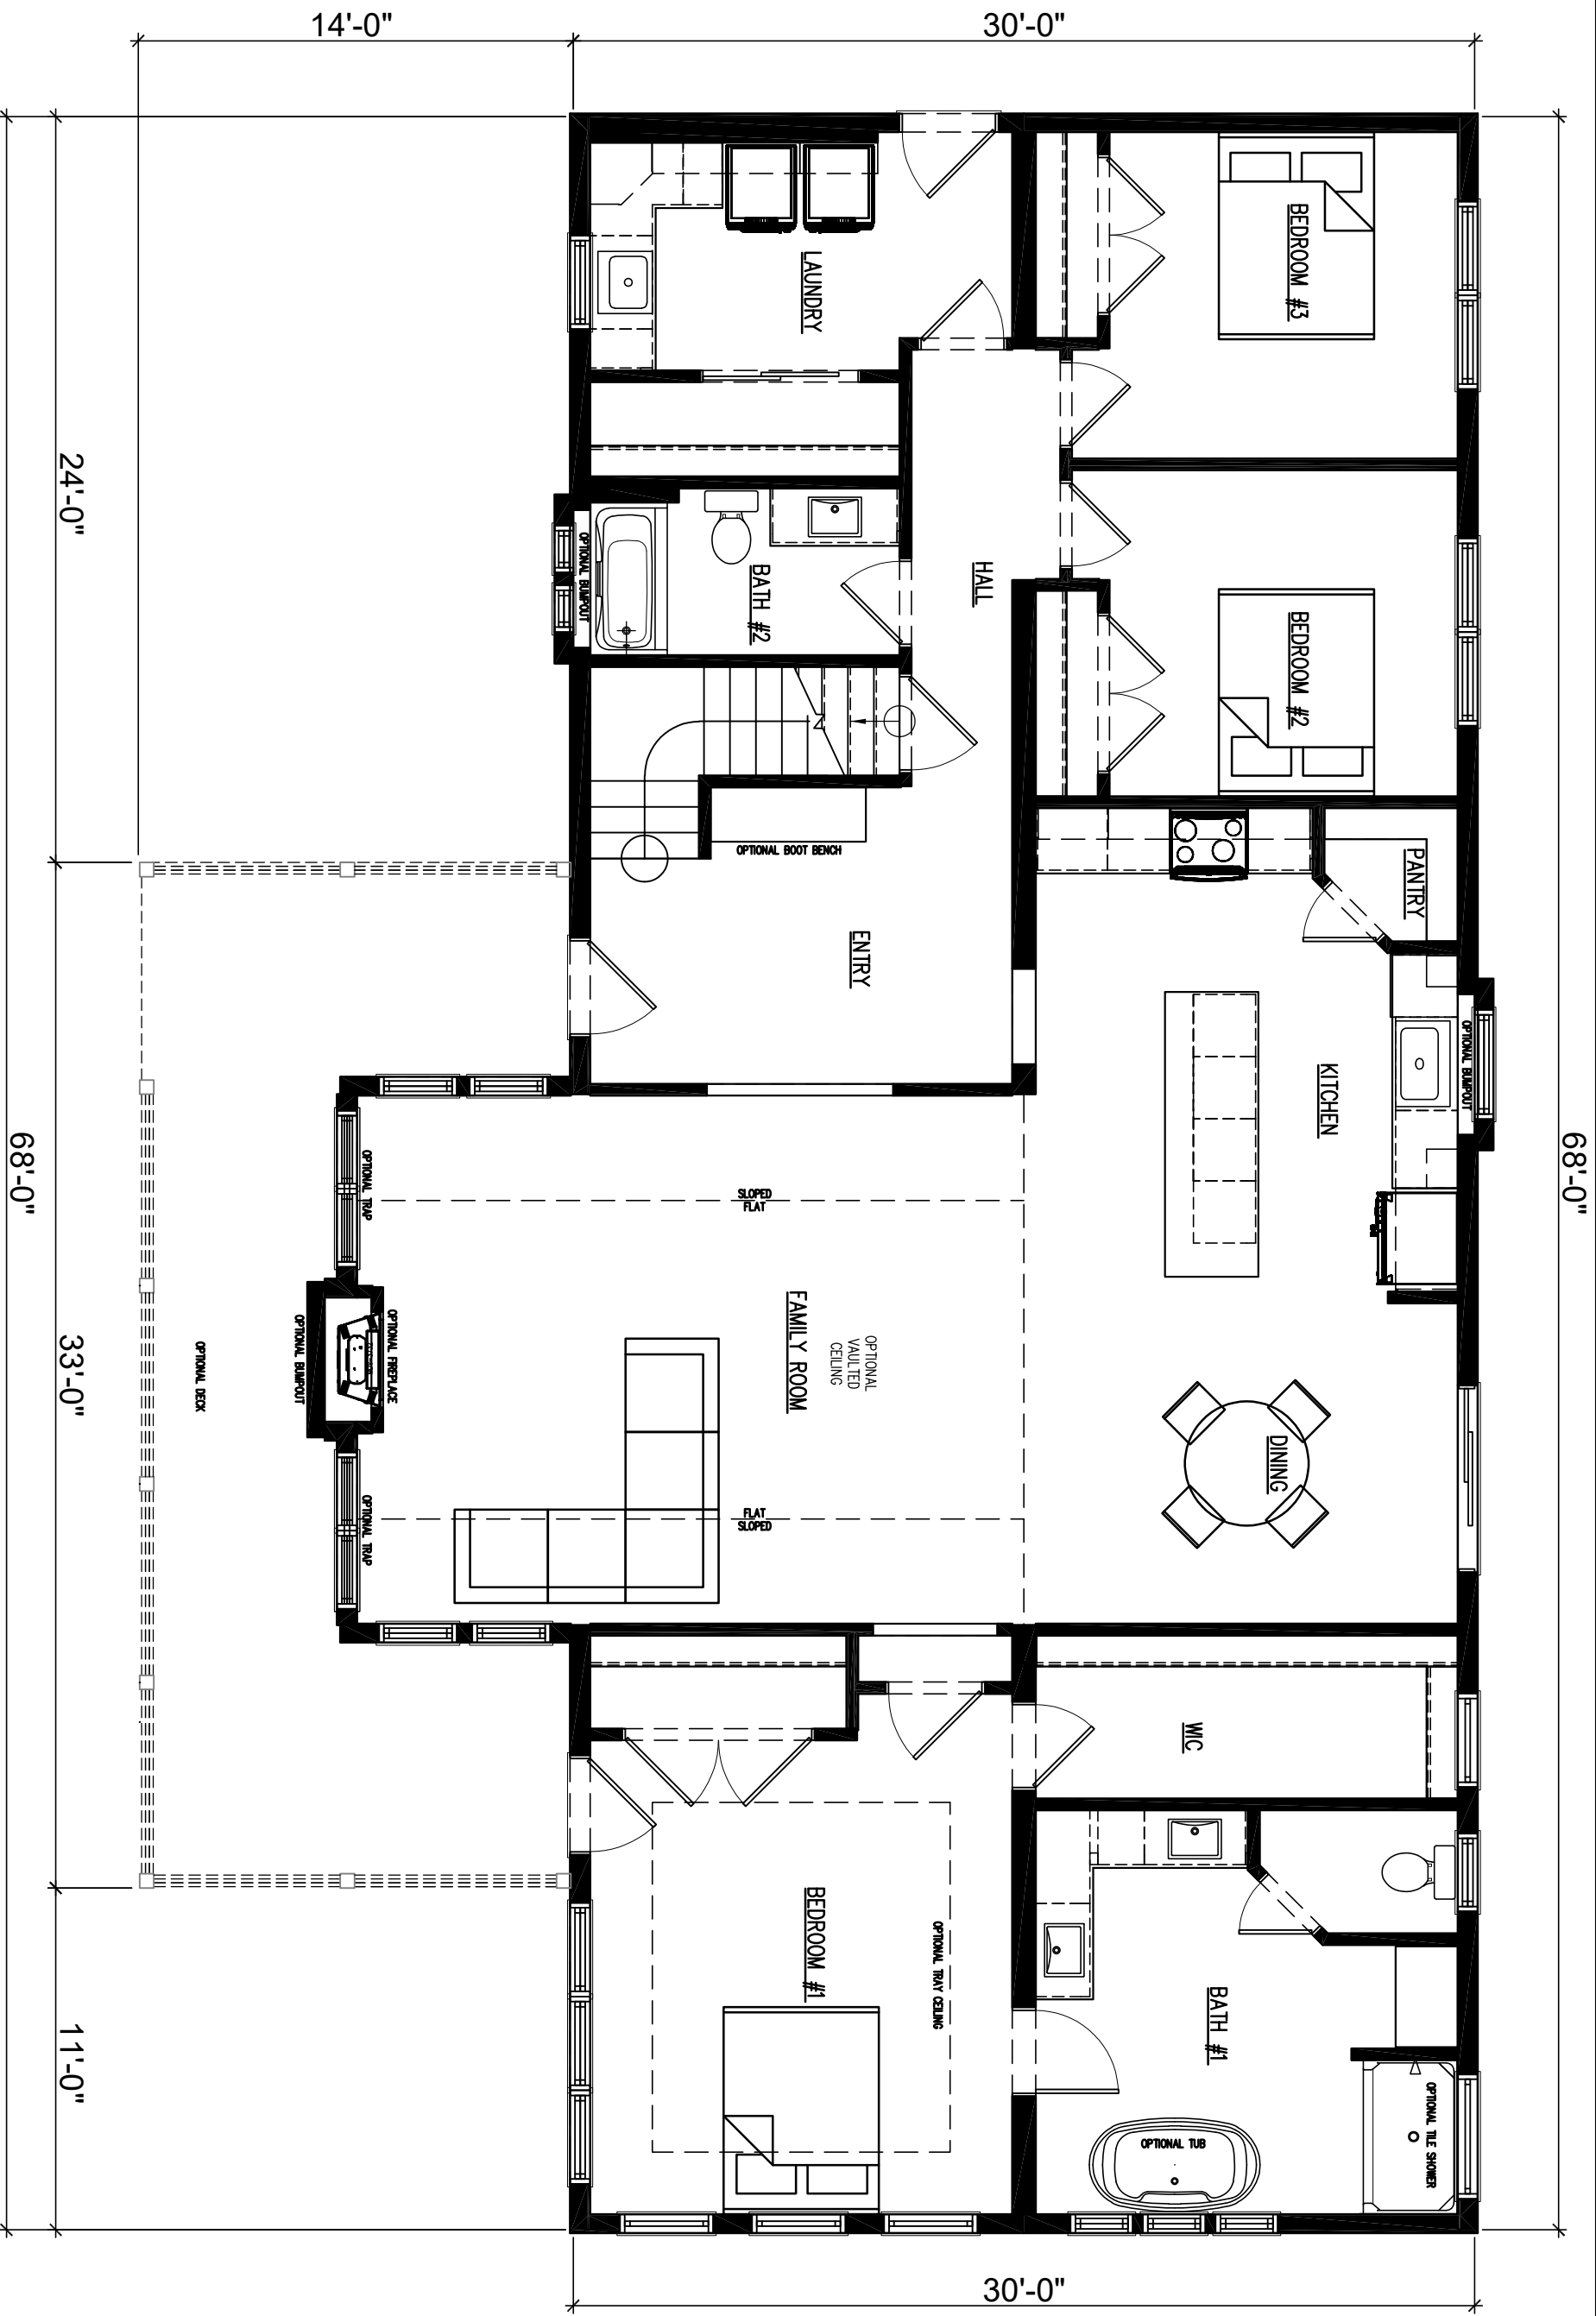 14'-0"
30'-0"
BEDROOM #3
LAUNDRY
24'-0"
HALL
OPTIONAL BUMPOUT
BATH #2
BEDROOM #2
OPTIONAL BOOT BENCH
PANTRY
ENTRY
OPTIONAL BUMPOUT
KITCHEN
68'-0"
68'-0"
OPTIONAL TRAP
SLOPED
FLAT
FAMILY ROOM
OPTIONAL
VAULTED
CEILING
OPTIONAL FIREPLACE
OPTIONAL BUMPOUT
OPTIONAL DECK
33'-0"
DINING
OPTIONAL TRAP
FLAT
SLOPED
WIC
BEDROOM #1
OPTIONAL TRAY CEILING
BATH #1
11'-0"
OPTIONAL TUB
OPTIONAL TILE SHOWER
30'-0"